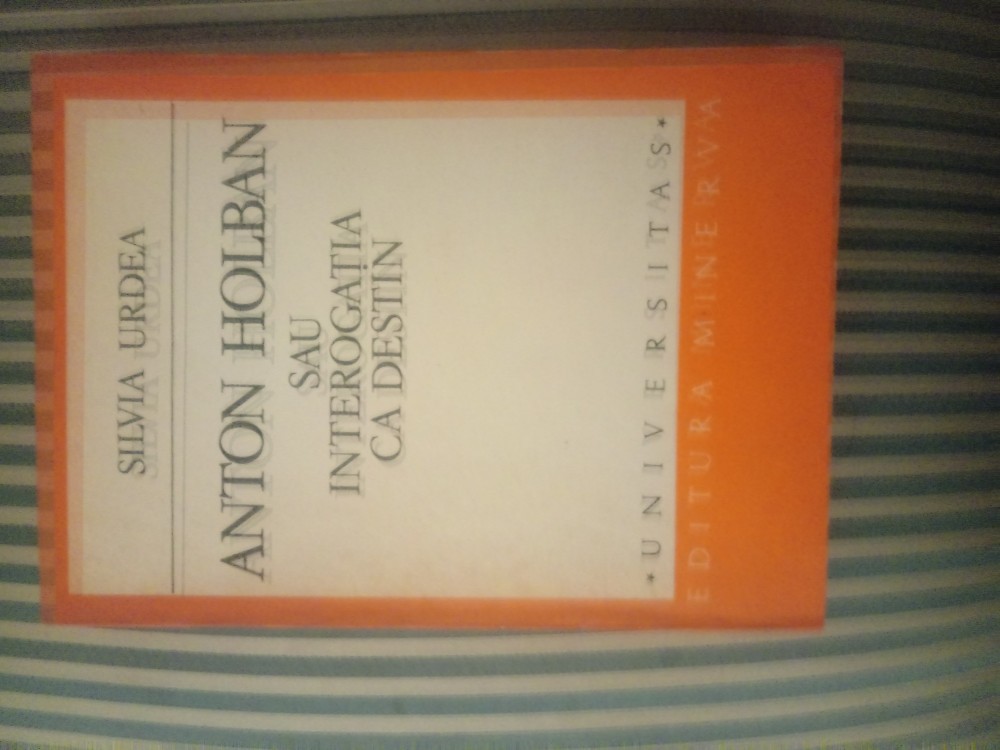 SILVIA URDEA
ANTON HOLBAN
SAU
INTEROGAȚIA
CA DESTIN
* UNIVERSITAS *
EDITURA MINERVA